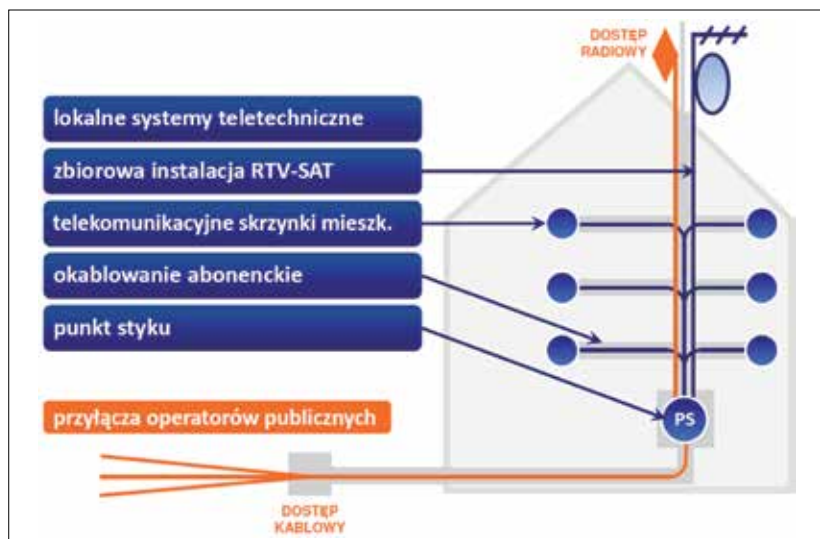 DOSTĘP
RADIOWY
lokalne systemy teletechniczne
zbiorowa instalacja RTV-SAT
telekomunikacyjne skrzynki mieszk.
okablowanie abonenckie
punkt styku
przyłącza operatorów publicznych
PS
DOSTĘP
KABLOWY